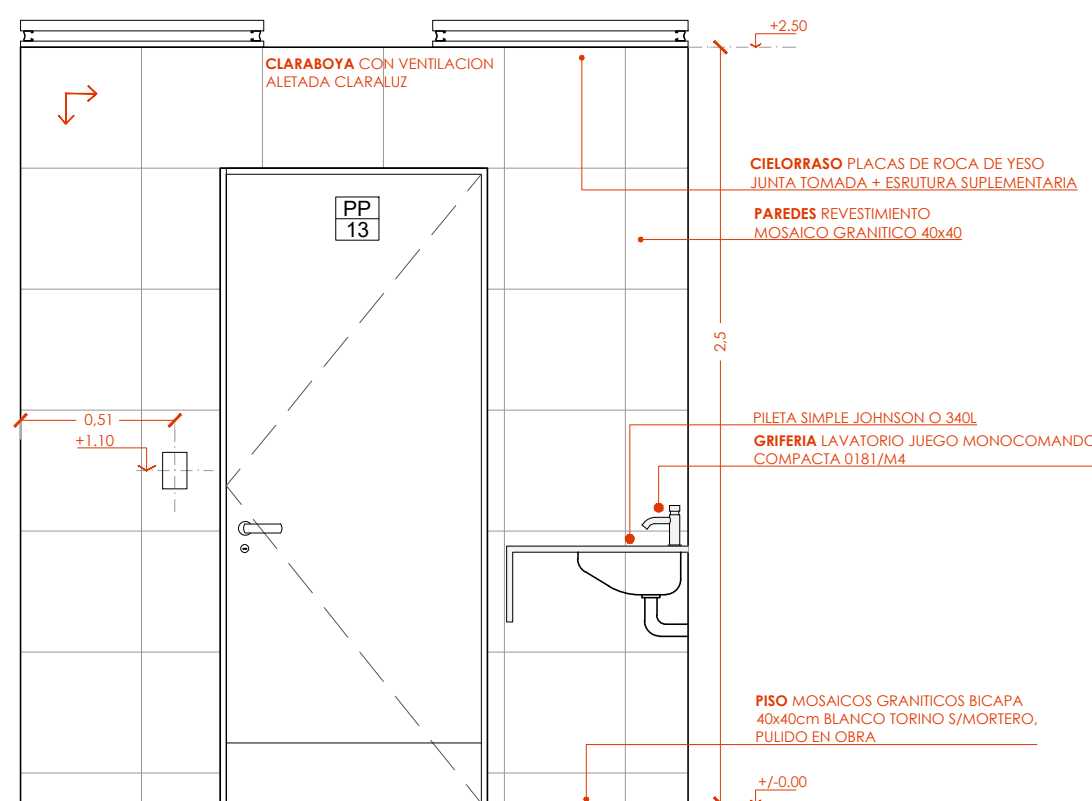 +2.50
CLARABOYA CON VENTILACION
ALETADA CLARALUZ
CIELORRASO PLACAS DE ROCA DE YESO
JUNTA TOMADA + ESRUTURA SUPLEMENTARIA
PP
13
PAREDES REVESTIMIENTO
MOSAICO GRANITICO 40x40
2,5
0,51
+1.10
PILETA SIMPLE JOHNSON O 340L
GRIFERIA LAVATORIO JUEGO MONOCOMANDO
COMPACTA 0181/M4
PISO MOSAICOS GRANITICOS BICAPA
40x40cm BLANCO TORINO S/MORTERO,
PULIDO EN OBRA
+/-0.00